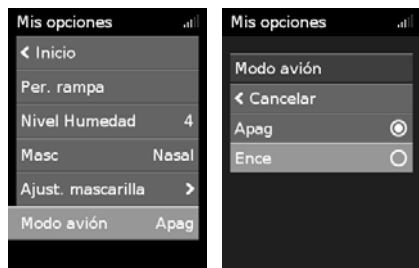 Mis opciones
< Inicio
Per. rampa
Nivel Humedad 4
Masc Nasal
Ajust. mascarilla >
Modo avión Apag
Mis opciones
Modo avión
< Cancelar
Apag
Ence